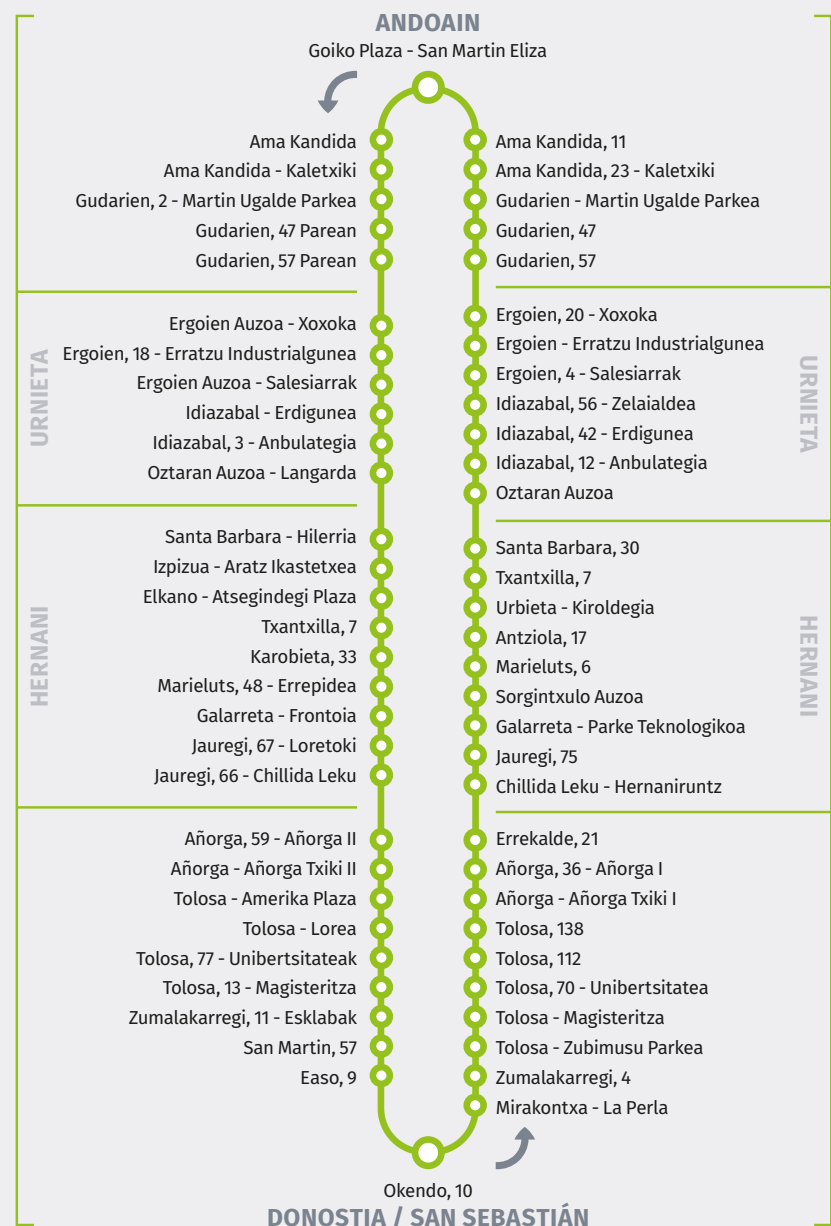 ANDOAIN
Goiko Plaza - San Martin Eliza
Ama Kandida
Ama Kandida - Kaletxiki
Gudarien, 2 - Martin Ugalde Parkea
Gudarien, 47 Parean
Gudarien, 57 Parean
URNIETA
Ergoien Auzoa - Xoxoka
Ergoien, 18 - Erratzu Industrialgunea
Ergoien Auzoa - Salesiarrak
Idiazabal - Erdigunea
Idiazabal, 3 - Anbulategia
Oztaran Auzoa - Langarda
HERNANI
Santa Barbara - Hilerria
Izpizua - Aratz Ikastetxea
Elkano - Atsegindegi Plaza
Txantxilla, 7
Karobieta, 33
Marieluts, 48 - Errepidea
Galarreta - Frontoia
Jauregi, 67 - Loretoki
Jauregi, 66 - Chillida Leku
Añorga, 59 - Añorga II
Añorga - Añorga Txiki II
Tolosa - Amerika Plaza
Tolosa - Lorea
Tolosa, 77 - Unibertsitateak
Tolosa, 13 - Magisteritza
Zumalakarregi, 11 - Esklabak
San Martin, 57
Easo, 9
Ama Kandida, 11
Ama Kandida, 23 - Kaletxiki
Gudarien - Martin Ugalde Parkea
Gudarien, 47
Gudarien, 57
Ergoien, 20 - Xoxoka
Ergoien - Erratzu Industrialgunea
Ergoien, 4 - Salesiarrak
Idiazabal, 56 - Zelaialdea
Idiazabal, 42 - Erdigunea
Idiazabal, 12 - Anbulategia
Oztaran Auzoa
URNIETA
Santa Barbara, 30
Txantxilla, 7
Urbieta - Kiroldegia
Antziola, 17
Marieluts, 6
Sorgintxulo Auzoa
Galarreta - Parke Teknologikoa
Jauregi, 75
Chillida Leku - Hernaniruntz
HERNANI
Errekalde, 21
Añorga, 36 - Añorga I
Añorga - Añorga Txiki I
Tolosa, 138
Tolosa, 112
Tolosa, 70 - Unibertsitatea
Tolosa - Magisteritza
Tolosa - Zubimusu Parkea
Zumalakarregi, 4
Mirakontxa - La Perla
Okendo, 10
DONOSTIA / SAN SEBASTIÁN